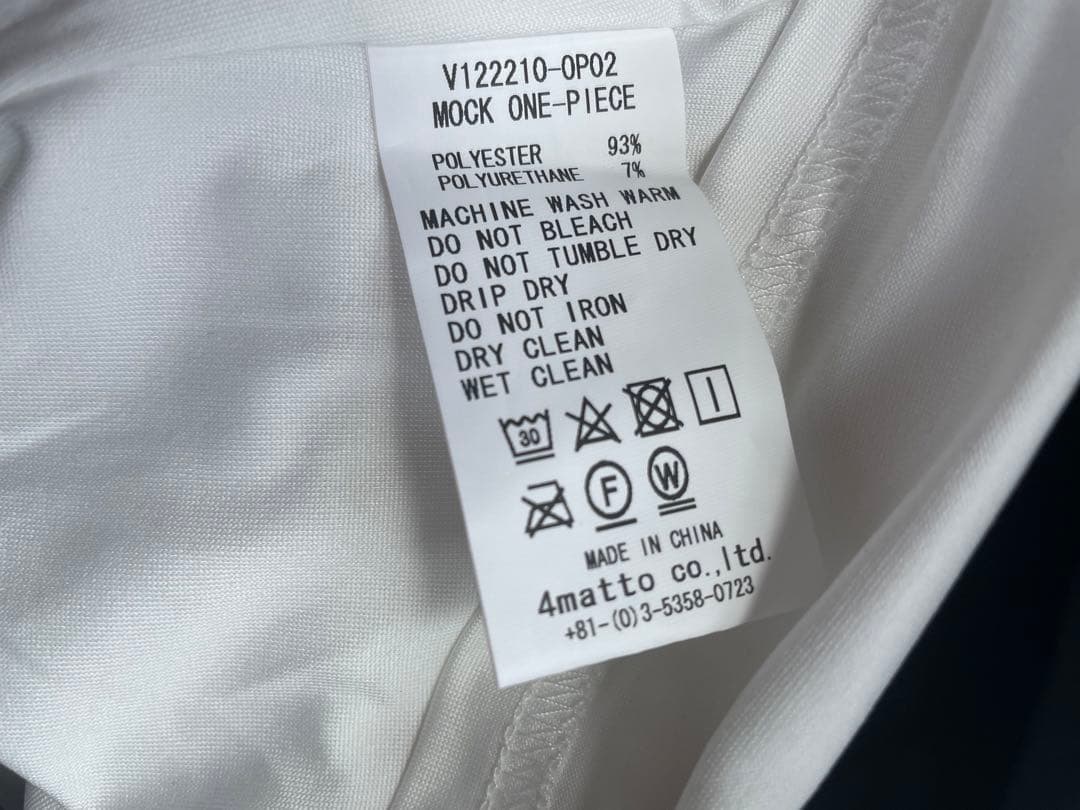 V122210-OP02
MOCK ONE-PIECE
POLYESTER 93%
POLYURETHANE 7%
MACHINE WASH WARM
DO NOT BLEACH
DO NOT TUMBLE DRY
DRIP DRY
DO NOT IRON
DRY CLEAN
WET CLEAN
30
F W
MADE IN CHINA
4matto co.,ltd.
+81-(0)3-5358-0723